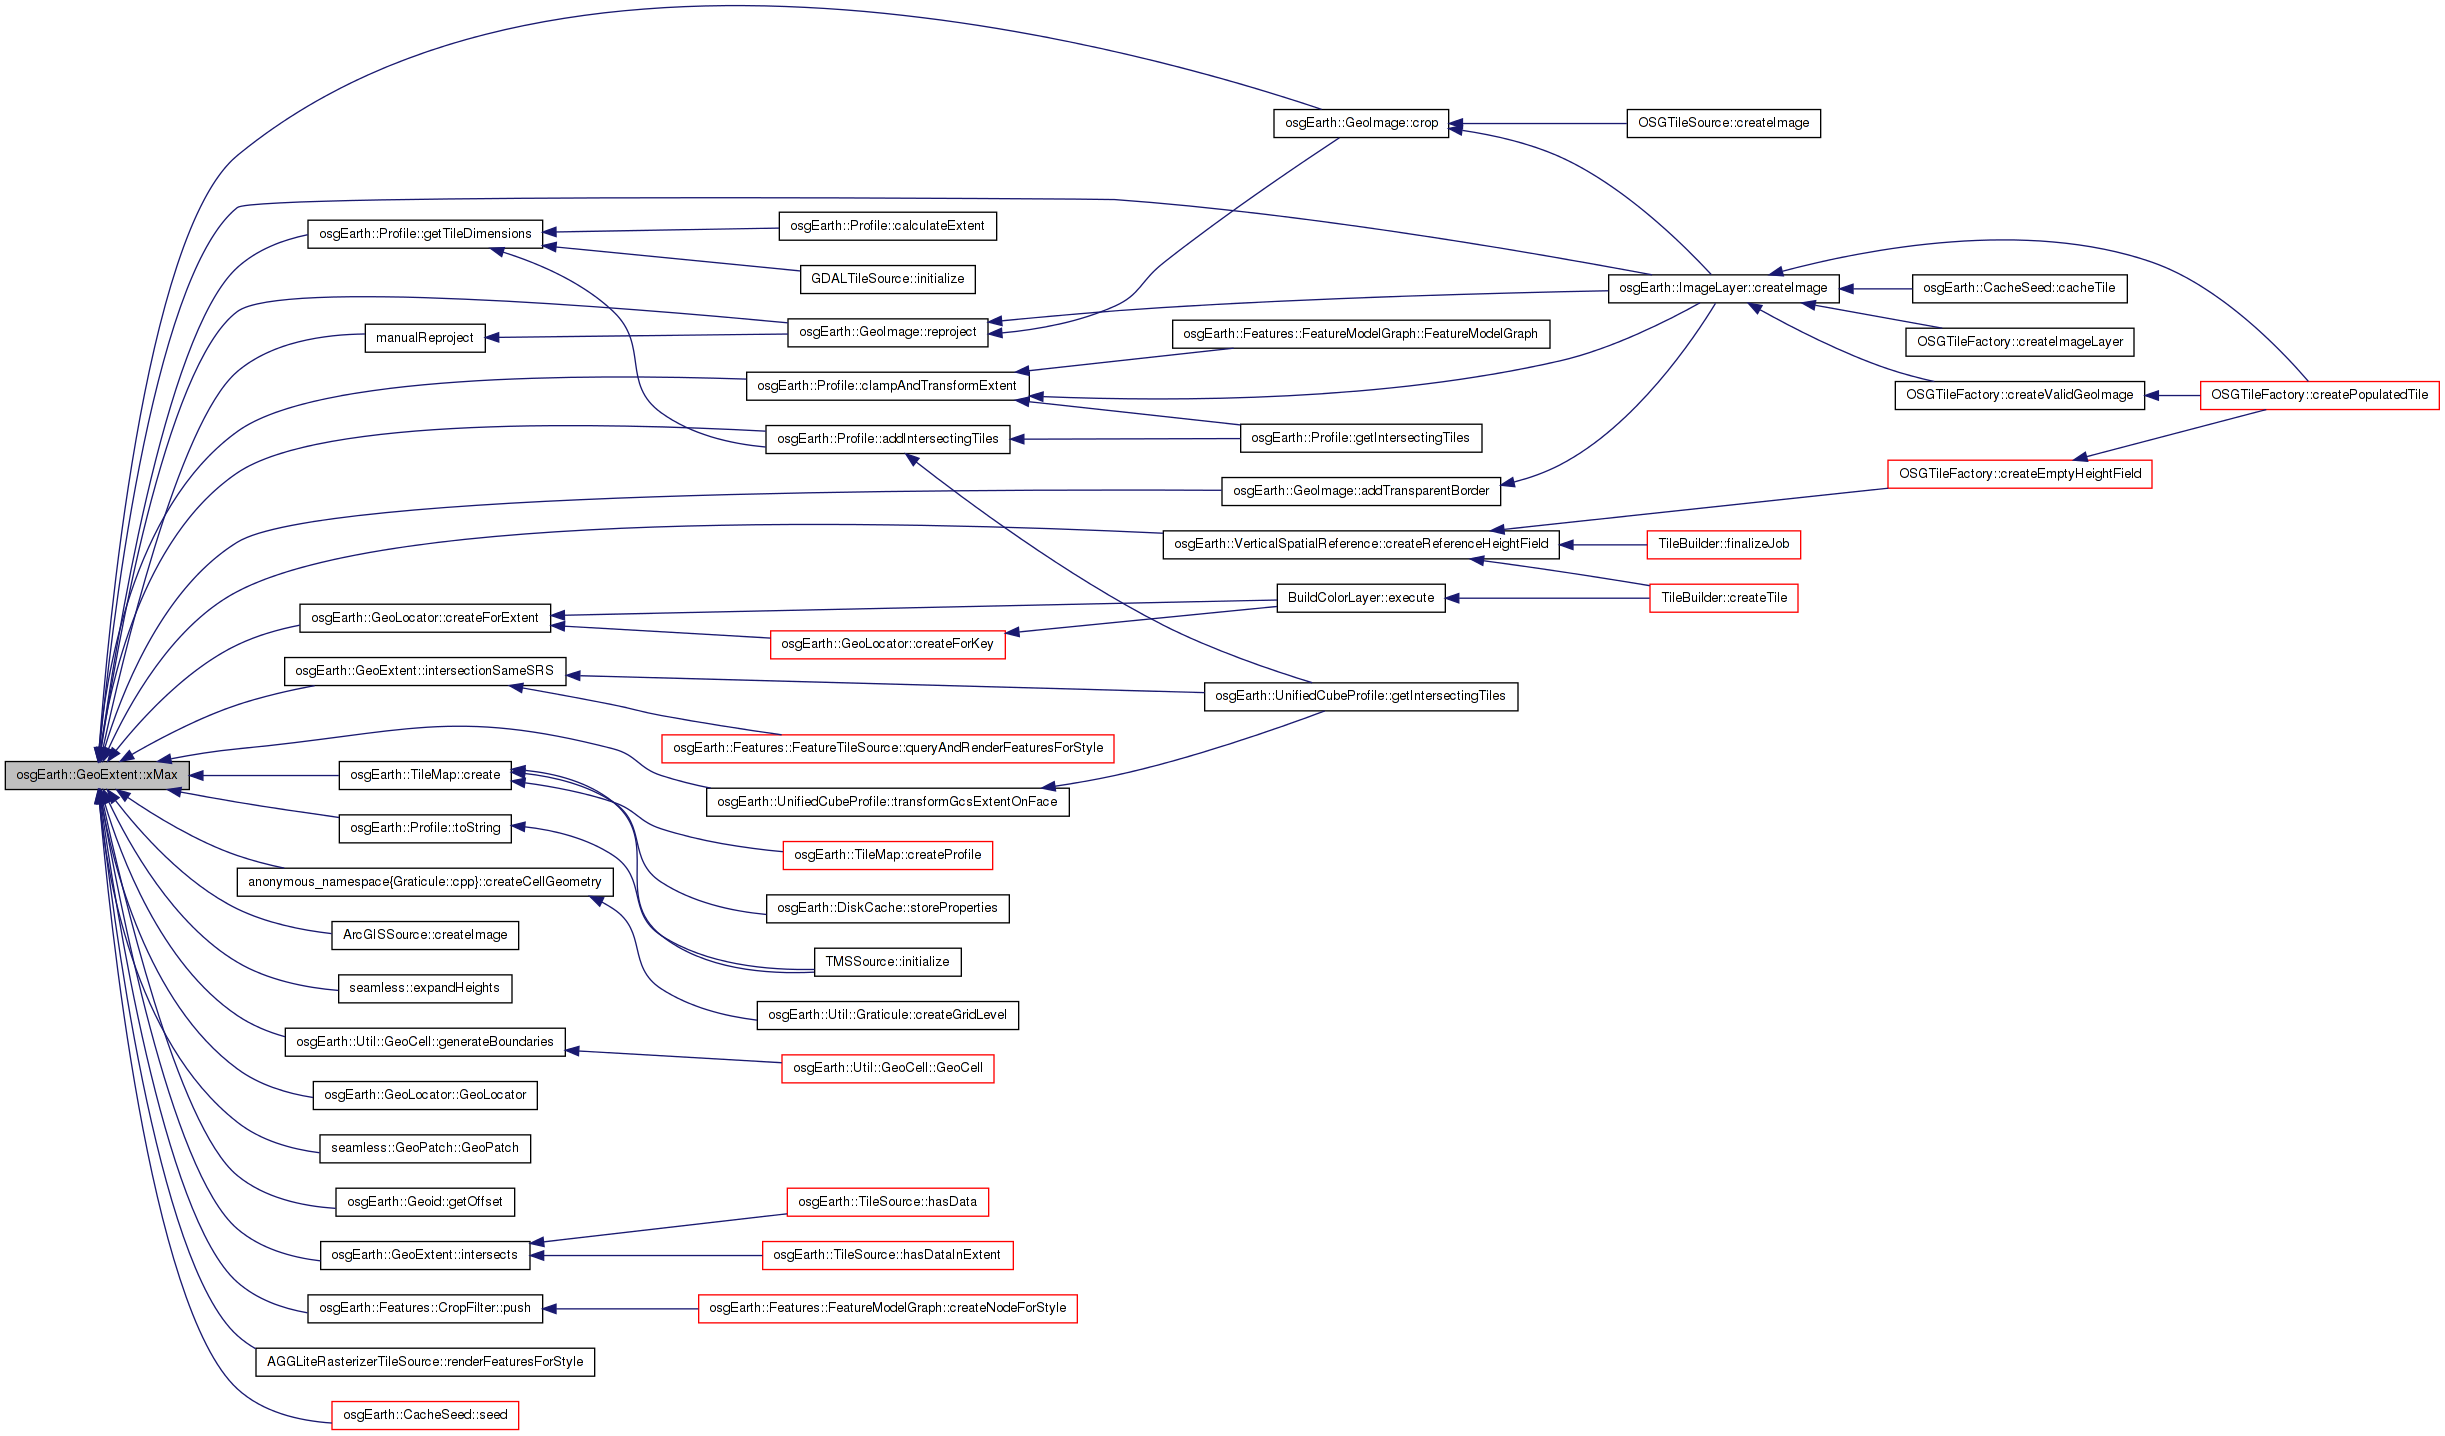 osgEarth::GeoImage::crop
OSGTileSource::createImage
osgEarth::Profile::calculateExtent
osgEarth::Profile::getTileDimensions
GDALTileSource::initialize
osgEarth::ImageLayer::createImage
osgEarth::CacheSeed::cacheTile
osgEarth::GeoImage::reproject
manualReproject
osgEarth::Features::FeatureModelGraph::FeatureModelGraph
OSGTileFactory::createImageLayer
osgEarth::Profile::clampAndTransformExtent
OSGTileFactory::createValidGeoImage
OSGTileFactory::createPopulatedTile
osgEarth::Profile::addIntersectingTiles
osgEarth::Profile::getIntersectingTiles
OSGTileFactory::createEmptyHeightField
osgEarth::GeoImage::addTransparentBorder
osgEarth::VerticalSpatialReference::createReferenceHeightField
TileBuilder::finalizeJob
BuildColorLayer::execute
TileBuilder::createTile
osgEarth::GeoLocator::createForExtent
osgEarth::GeoLocator::createForKey
osgEarth::GeoExtent::intersectionSameSRS
osgEarth::UnifiedCubeProfile::getIntersectingTiles
osgEarth::Features::FeatureTileSource::queryAndRenderFeaturesForStyle
osgEarth::GeoExtent::xMax
osgEarth::TileMap::create
osgEarth::UnifiedCubeProfile::transformGcsExtentOnFace
osgEarth::Profile::toString
osgEarth::TileMap::createProfile
anonymous_namespace{Graticule::cpp}::createCellGeometry
osgEarth::DiskCache::storeProperties
ArcGISSource::createImage
TMSSource::initialize
seamless::expandHeights
osgEarth::Util::Graticule::createGridLevel
osgEarth::Util::GeoCell::generateBoundaries
osgEarth::Util::GeoCell::GeoCell
osgEarth::GeoLocator::GeoLocator
seamless::GeoPatch::GeoPatch
osgEarth::Geoid::getOffset
osgEarth::TileSource::hasData
osgEarth::GeoExtent::intersects
osgEarth::TileSource::hasDataInExtent
osgEarth::Features::CropFilter::push
osgEarth::Features::FeatureModelGraph::createNodeForStyle
AGGLiteRasterizerTileSource::renderFeaturesForStyle
osgEarth::CacheSeed::seed